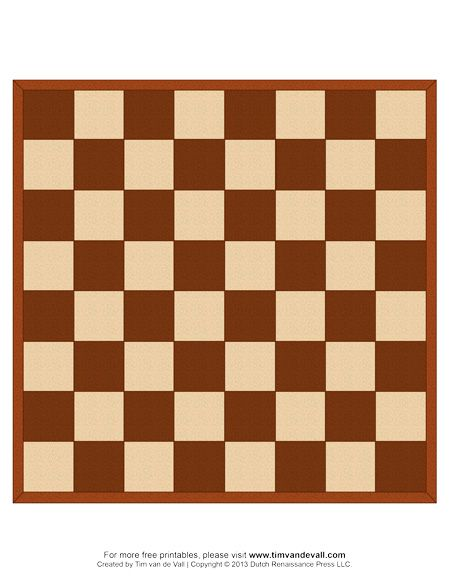 For more free printables, please visit www.timvandevall.com
Created by Tim van de Vall | Copyright © 2013 Dutch Renaissance Press LLC.